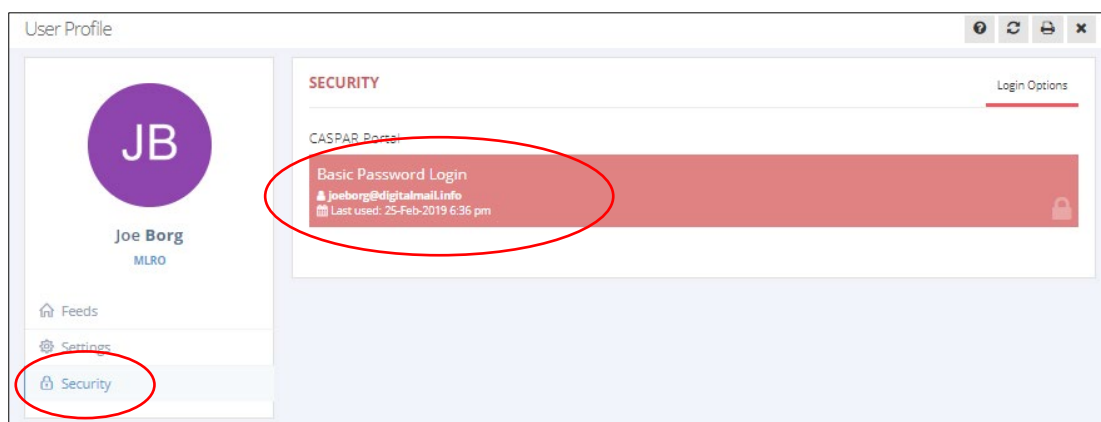 User Profile
JB
Joe Borg
MLRO
Feeds
Settings
Security
SECURITY
Login Options
CASPAR Portal
Basic Password Login
joeborg@digitalmail.info
Last used: 25-Feb-2019 6:36 pm